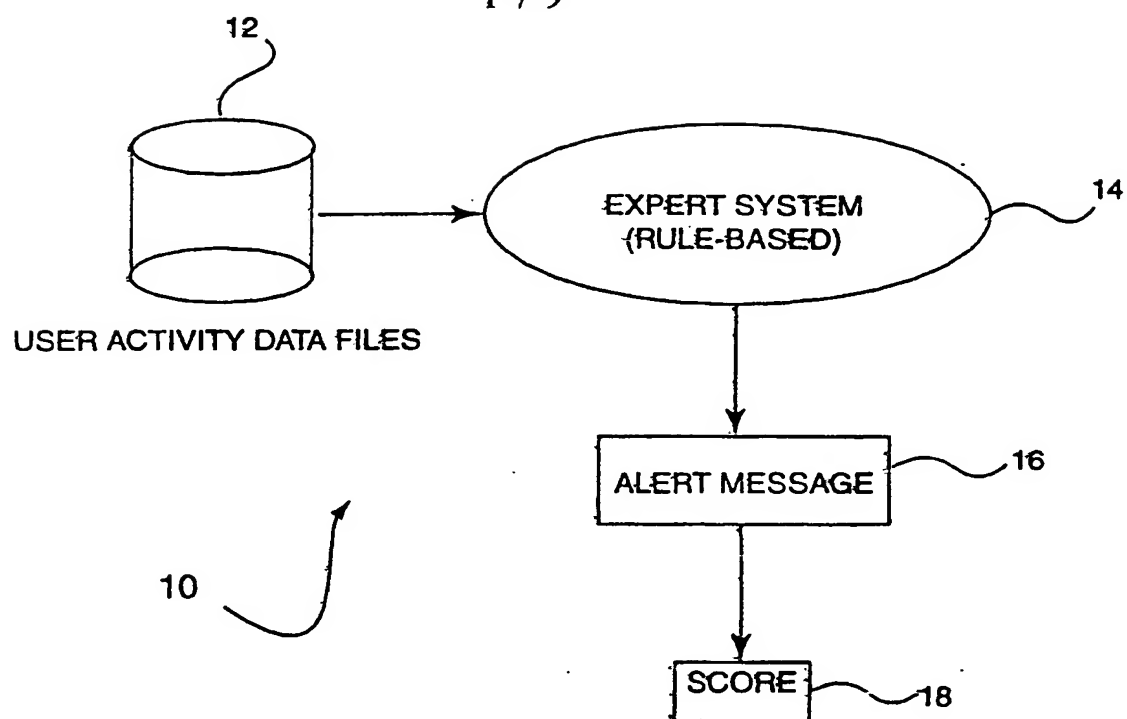 12
EXPERT SYSTEM
(RULE-BASED)
14
USER ACTIVITY DATA FILES
ALERT MESSAGE
16
10
SCORE
18